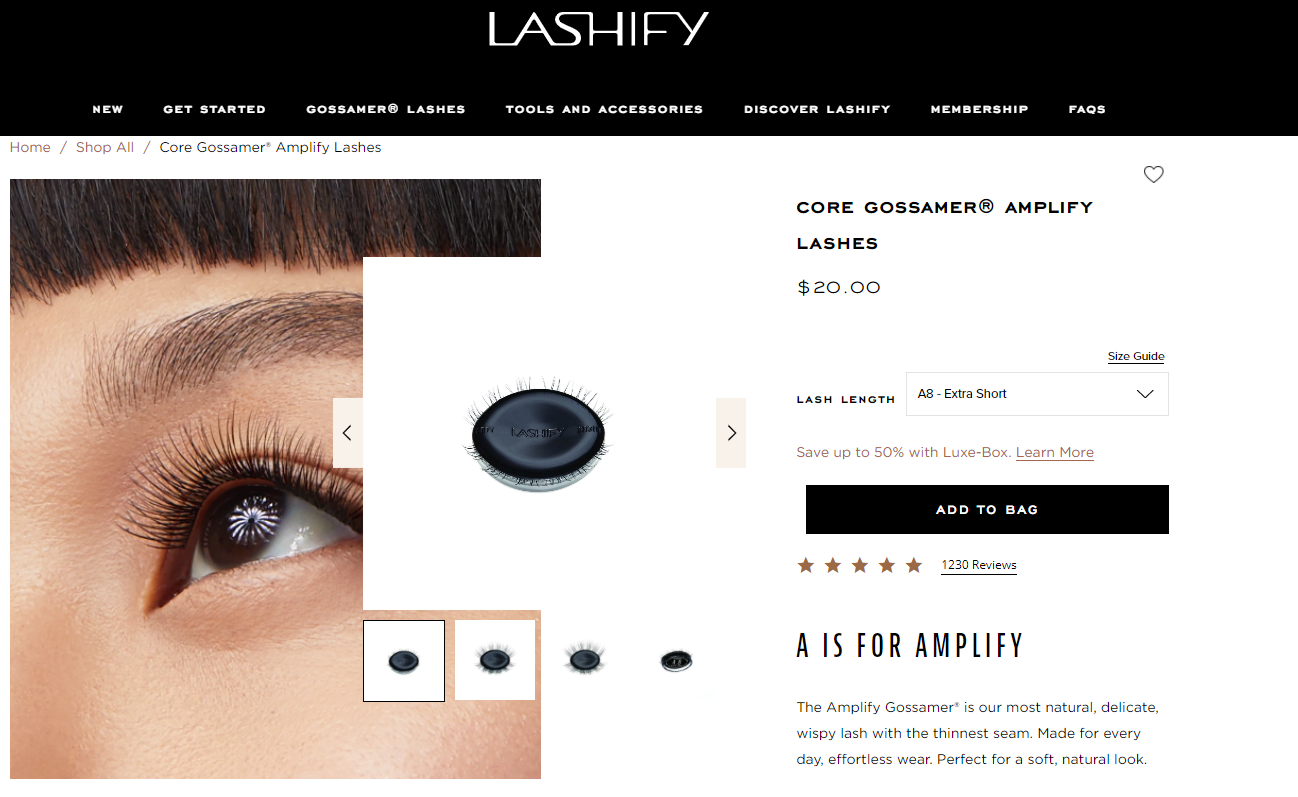 LASHIFY
NEW GET STARTED GOSSAMER® LASHES TOOLS AND ACCESSORIES DISCOVER LASHIFY MEMBERSHIP FAQS
Home / Shop All / Core Gossamer® Amplify Lashes
CORE GOSSAMER® AMPLIFY
LASHES
$20.00
Size Guide
LASH LENGTH A8 - Extra Short
Save up to 50% with Luxe-Box. Learn More
ADD TO BAG
1230 Reviews
A IS FOR AMPLIFY
The Amplify Gossamer® is our most natural, delicate,
wispy lash with the thinnest seam. Made for every
day, effortless wear. Perfect for a soft, natural look.
LASHIFY